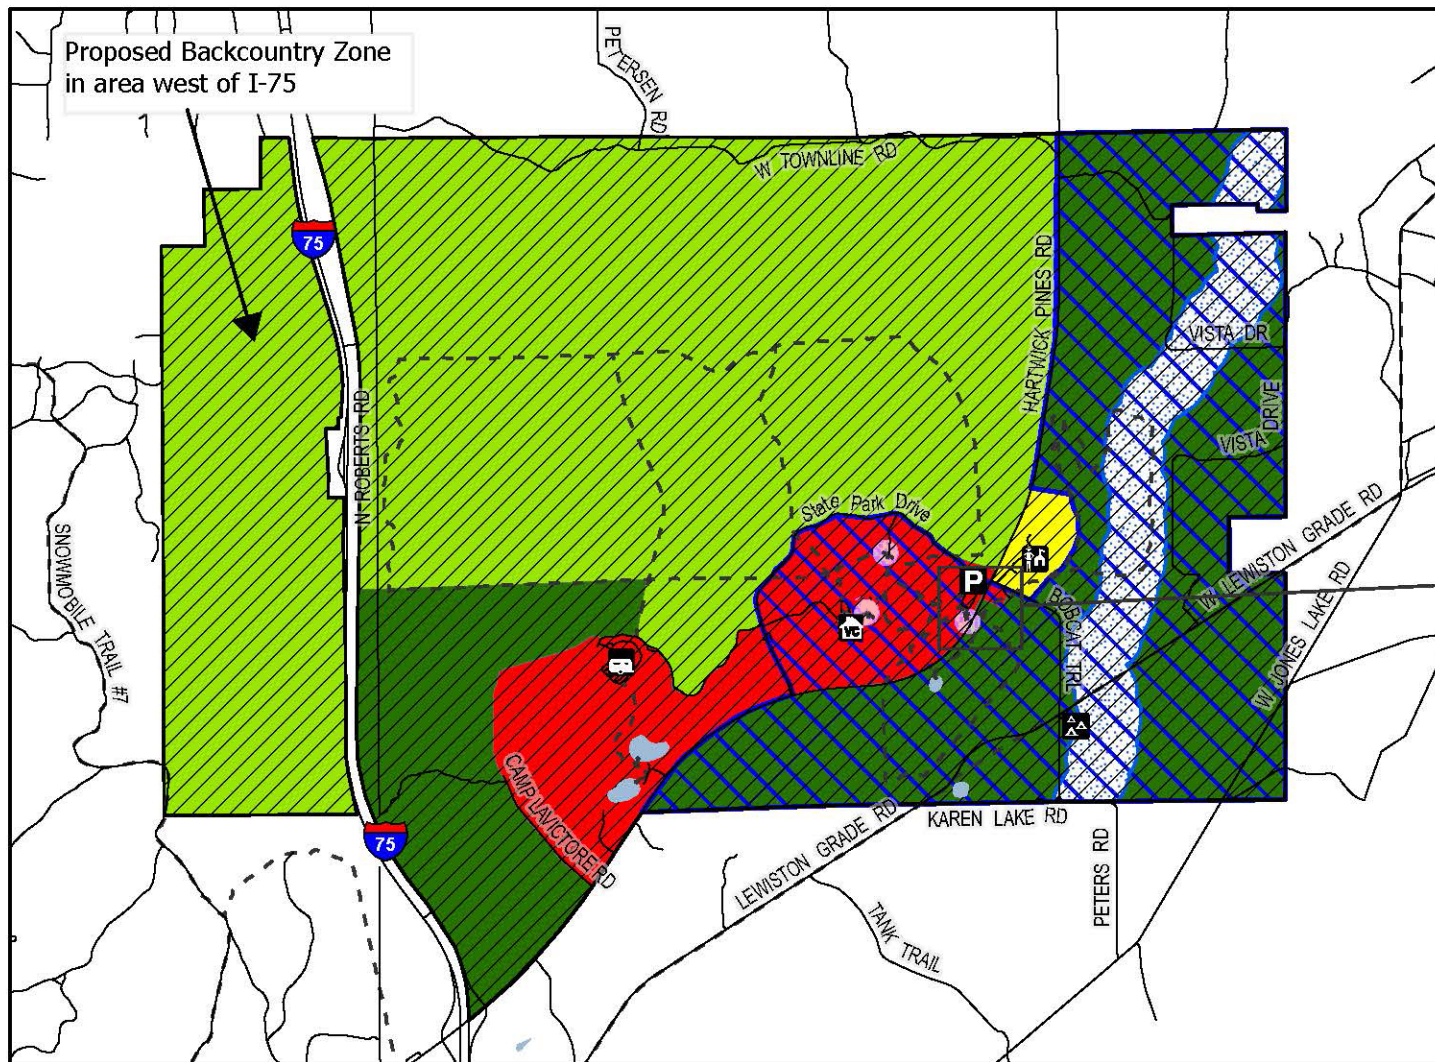 Proposed Backcountry Zone
in area west of I-75
PETERSEN RD
W TOWNLINE RD
75
HARTWICK PINES RD
VISTA DR
VISTA DRIVE
N ROBERTS RD
State Park Drive
SNOWMOBILE TRAIL #7
P
VC
BOBCAT TRL
W LEWISTON GRADE RD
W JONES LAKE RD
CAMP LAVICTORE RD
75
KAREN LAKE RD
LEWISTON GRADE RD
PETERS RD
TANK TRAIL